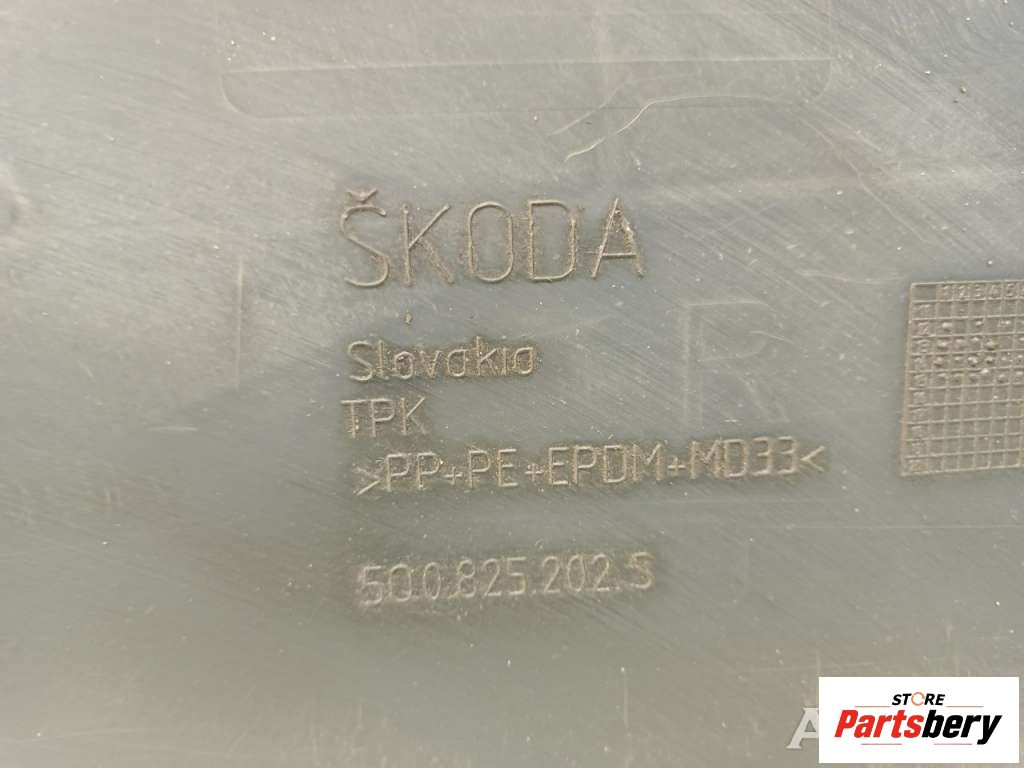 ŠKODA
Slovakia
R
TPK
>PP+PE+EPDM+MD33<
5Q0.825.202.S
STORE
Partsbery